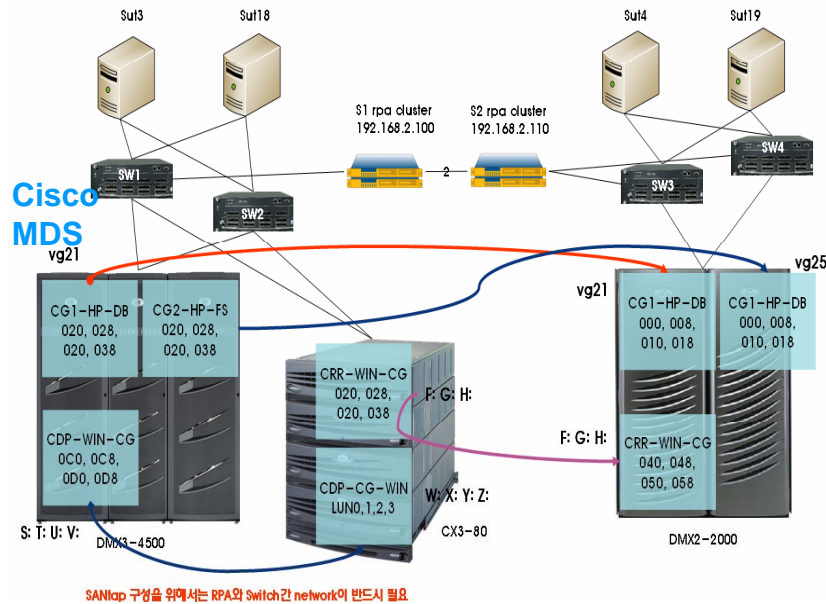 Sut3
Sut18
Sut4
Sut19
S1 rpa cluster
192.168.2.100
S2 rpa cluster
192.168.2.110
SW1
SW2
2
SW3
SW4
Cisco
MDS
vg21
vg21
vg25
CG1-HP-DB
020, 028,
020, 038
CG2-HP-FS
020, 028,
020, 038
CG1-HP-DB
000, 008,
010, 018
CG1-HP-DB
000, 008,
010, 018
CRR-WIN-CG
020, 028,
020, 038
F: G: H:
CDP-WIN-CG
0C0, 0C8,
0D0, 0D8
F: G: H:
CRR-WIN-CG
040, 048,
050, 058
CDP-CG-WIN
LUN0,1,2,3
W: X: Y: Z:
S: T: U: V:
DMX3-4500
CX3-80
DMX2-2000
SANtap 구성을 위해서는 RPA와 Switch간 network이 반드시 필요